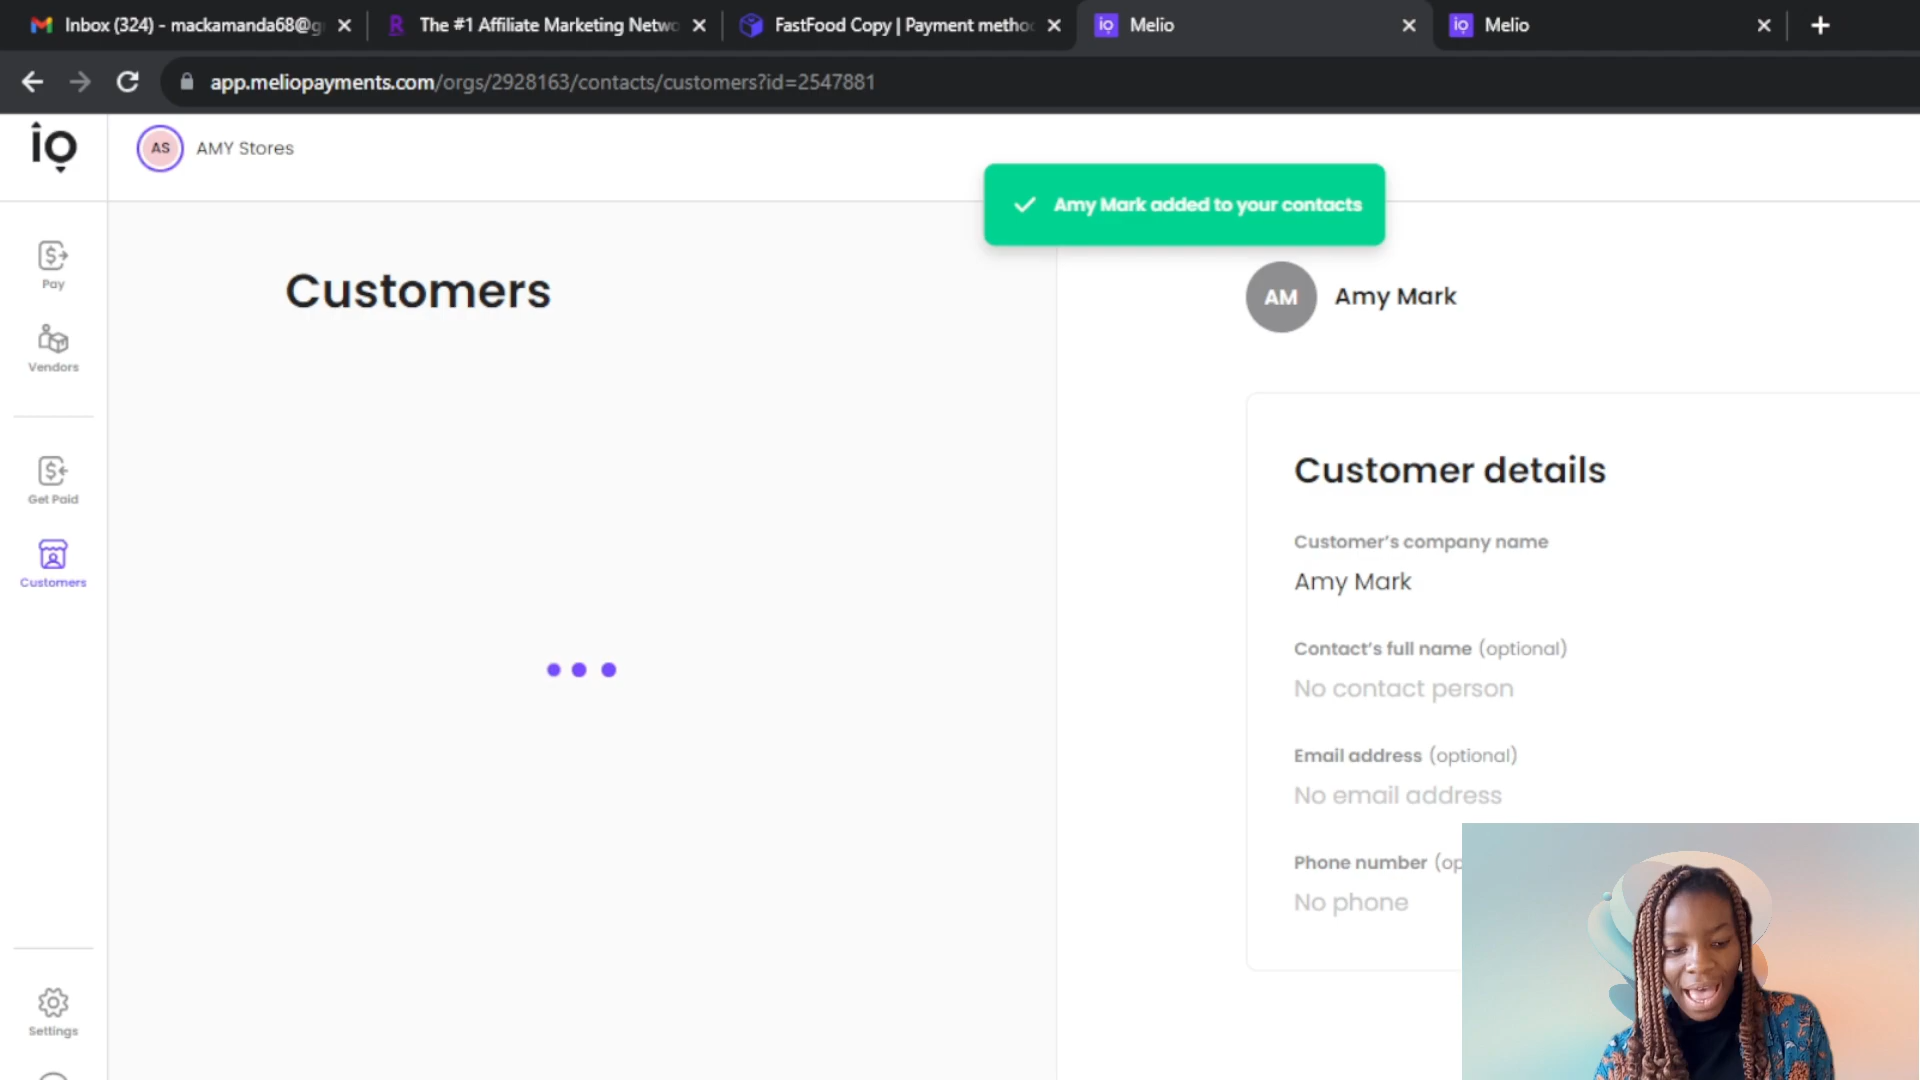 Inbox (324) - mackamanda68@g
The #1 Affiliate Marketing Netwo
FastFood Copy | Payment metho
Melio
Melio
app.meliopayments.com/orgs/2928163/contacts/customers?id=2547881
io
AS
AMY Stores
Amy Mark added to your contacts
Pay
Vendors
Get Paid
Customers
Settings
Customers
AM
Amy Mark
Customer details
Customer's company name
Amy Mark
Contact's full name (optional)
No contact person
Email address (optional)
No email address
Phone number (op
No phone